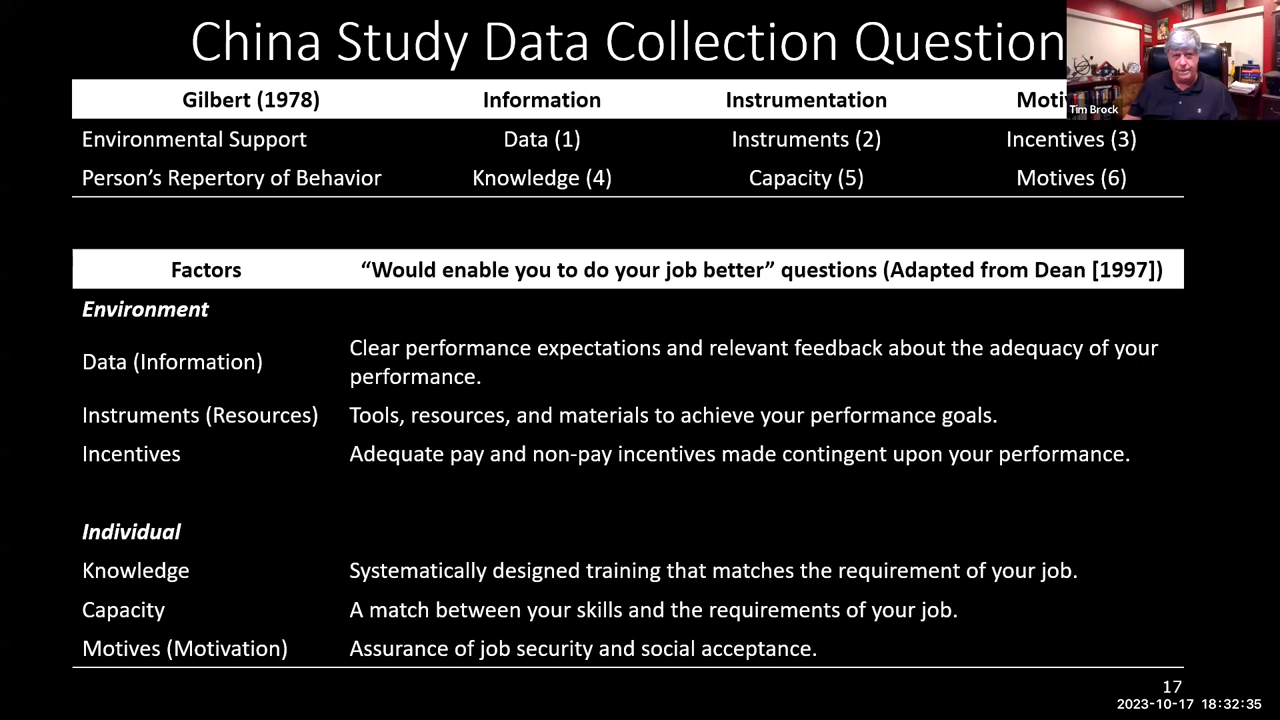 China Study Data Collection Question
Gilbert (1978) Information Instrumentation Moti
Tim Brock
Environmental Support Data (1) Instruments (2) Incentives (3)
Person's Repertory of Behavior Knowledge (4) Capacity (5) Motives (6)
Factors “Would enable you to do your job better” questions (Adapted from Dean [1997])
Environment
Data (Information) Clear performance expectations and relevant feedback about the adequacy of your
performance.
Instruments (Resources) Tools, resources, and materials to achieve your performance goals.
Incentives Adequate pay and non-pay incentives made contingent upon your performance.
Individual
Knowledge Systematically designed training that matches the requirement of your job.
Capacity A match between your skills and the requirements of your job.
Motives (Motivation) Assurance of job security and social acceptance.
17
2023-10-17 18:32:35